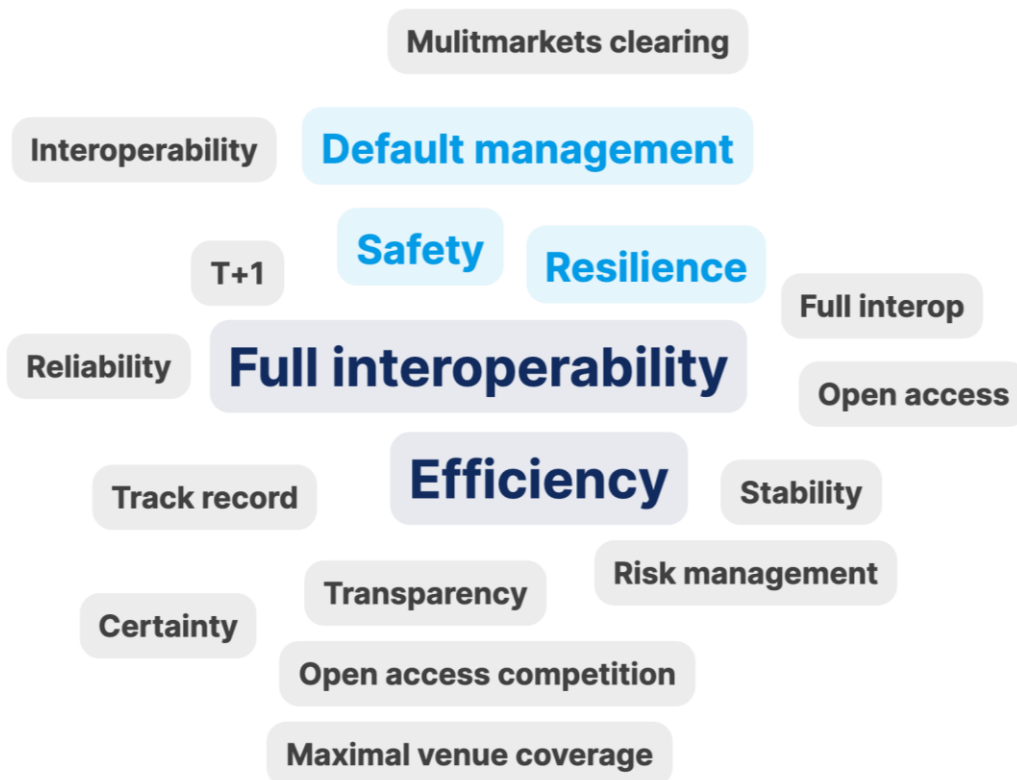 Mulitmarkets clearing
Interoperability
Default management
Safety
Resilience
T+1
Full interop
Reliability
Full interoperability
Open access
Efficiency
Track record
Stability
Risk management
Transparency
Certainty
Open access competition
Maximal venue coverage